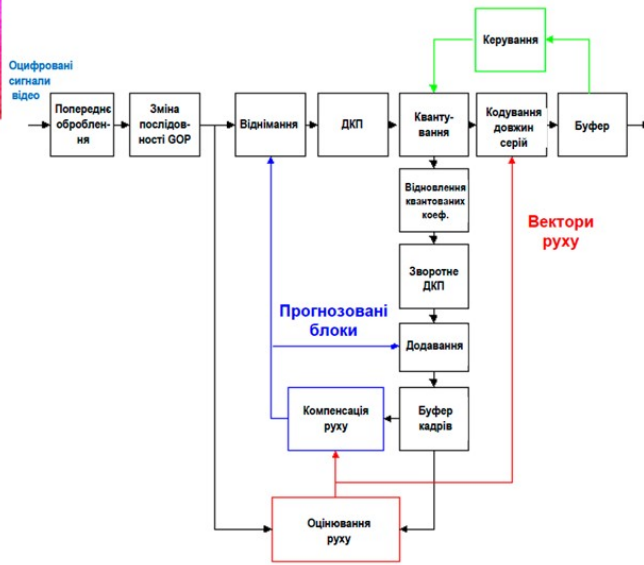 Оцифровані
сигнали
відео
Попереднє
оброблен-
ня
Зміна
послідов-
ності GOP
Віднімання
ДКП
Кванту-
вання
Кодування
довжин
серій
Буфер
Керування
Відновлення
квантованих
коеф.
Вектори
руху
Зворотне
ДКП
Прогнозовані
блоки
Додавання
Компенсація
руху
Буфер
кадрів
Оцінювання
руху